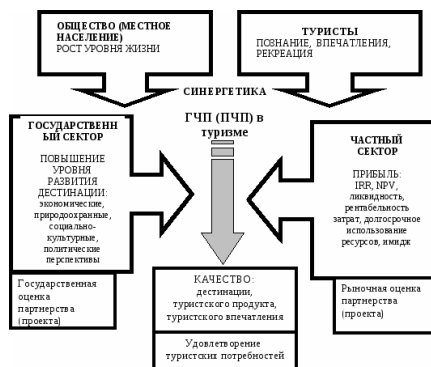 ОБЩЕСТВО (МЕСТНОЕ
НАСЕЛЕНИЕ)
РОСТ УРОВНЯ ЖИЗНИ
ТУРИСТЫ
ПОЗНАНИЕ, ВПЕЧАТЛЕНИЯ,
РЕКРЕАЦИЯ
СИНЕРГЕТИКА
ГЧП (ПЧП) в
туризме
ГОСУДАРСТВЕНН
ЫЙ СЕКТОР
ПОВЫШЕНИЕ
УРОВНЯ
РАЗВИТИЯ
ДЕСТИНАЦИИ:
экономические,
природоохранные,
социально-
культурные,
политические
перспективы
Государственная
оценка
партнерства
(проекта)
ЧАСТНЫЙ
СЕКТОР
ПРИБЫЛЬ:
IRR, NPV,
ликвидность,
рентабельность
затрат, долгосрочное
использование
ресурсов, имидж
Рыночная оценка
партнерства
(проекта)
КАЧЕСТВО:
дестинации,
туристского продукта,
туристского впечатления
Удовлетворение
туристских потребностей